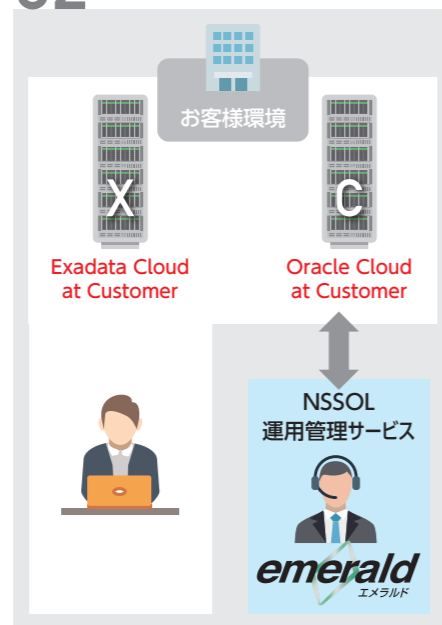 02
お客様環境
X
C
Exadata Cloud
at Customer
Oracle Cloud
at Customer
NSSOL
運用管理サービス
emerald
エメラルド